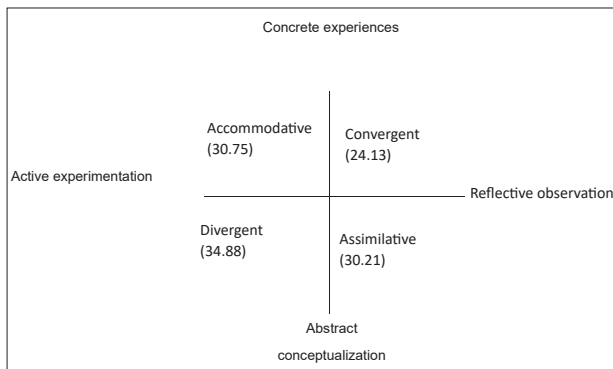 Concrete experiences
Accommodative
(30.75)
Convergent
(24.13)
Active experimentation
Reflective observation
Divergent
(34.88)
Assimilative
(30.21)
Abstract
conceptualization